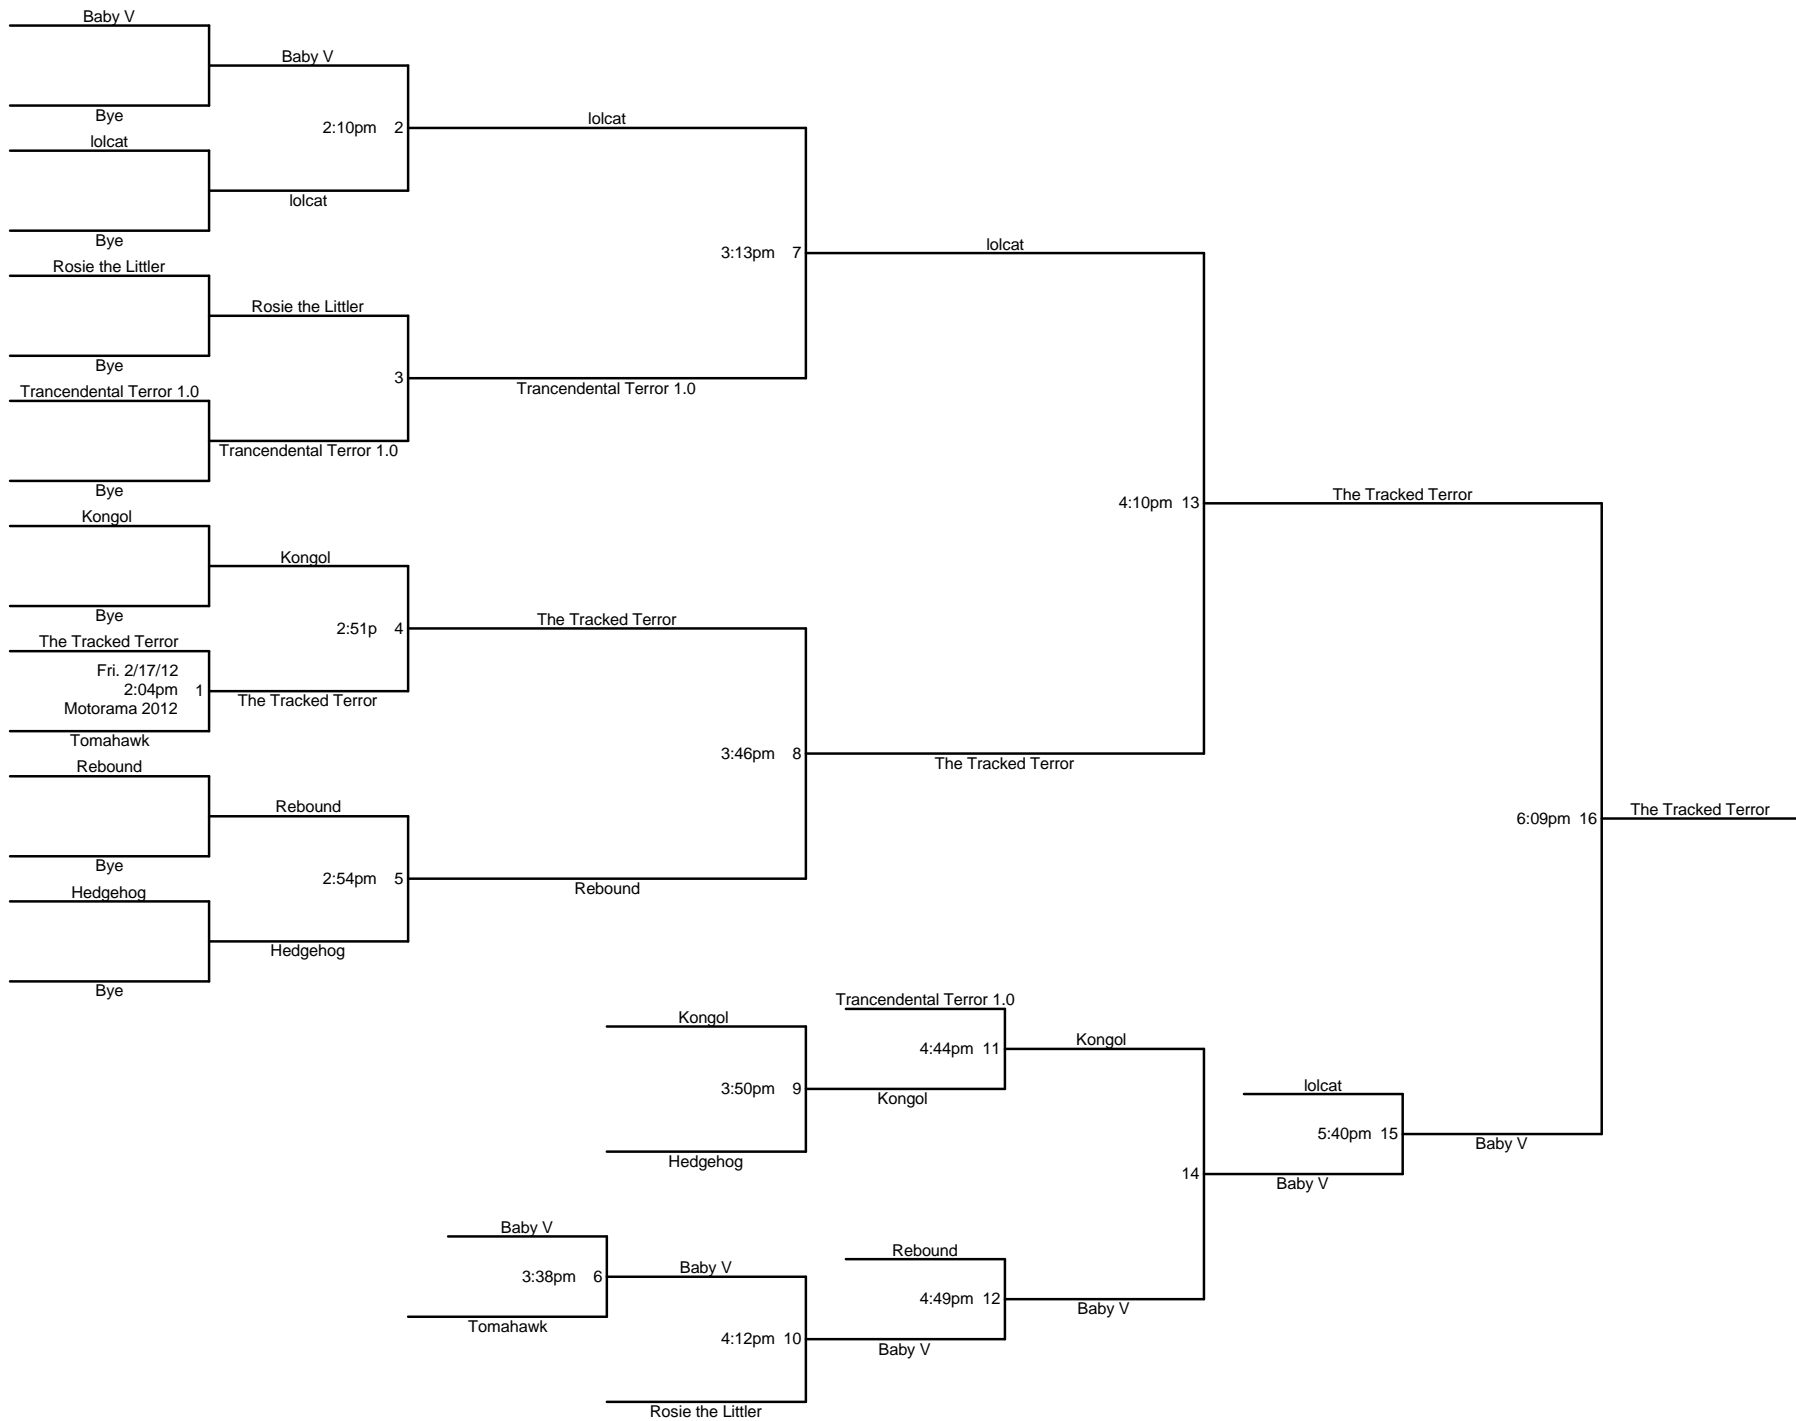 Baby V
Baby V
Bye
2:10pm 2
lolcat
lolcat
lolcat
Bye
Rosie the Littler
3:13pm 7
lolcat
Rosie the Littler
Bye
3
Trancendental Terror 1.0
Trancendental Terror 1.0
Trancendental Terror 1.0
Bye
4:10pm 13
The Tracked Terror
Kongol
Kongol
Bye
2:51p 4
The Tracked Terror
The Tracked Terror
Fri. 2/17/12
2:04pm 1
Motorama 2012
The Tracked Terror
Tomahawk
3:46pm 8
The Tracked Terror
Rebound
Rebound
Bye
2:54pm 5
Rebound
Hedgehog
Hedgehog
Bye
6:09pm 16
The Tracked Terror
Trancendental Terror 1.0
Kongol
4:44pm 11
Kongol
3:50pm 9
Kongol
Hedgehog
lolcat
5:40pm 15
Baby V
14
Baby V
Baby V
3:38pm 6
Baby V
Tomahawk
Rebound
4:49pm 12
Baby V
4:12pm 10
Baby V
Rosie the Littler